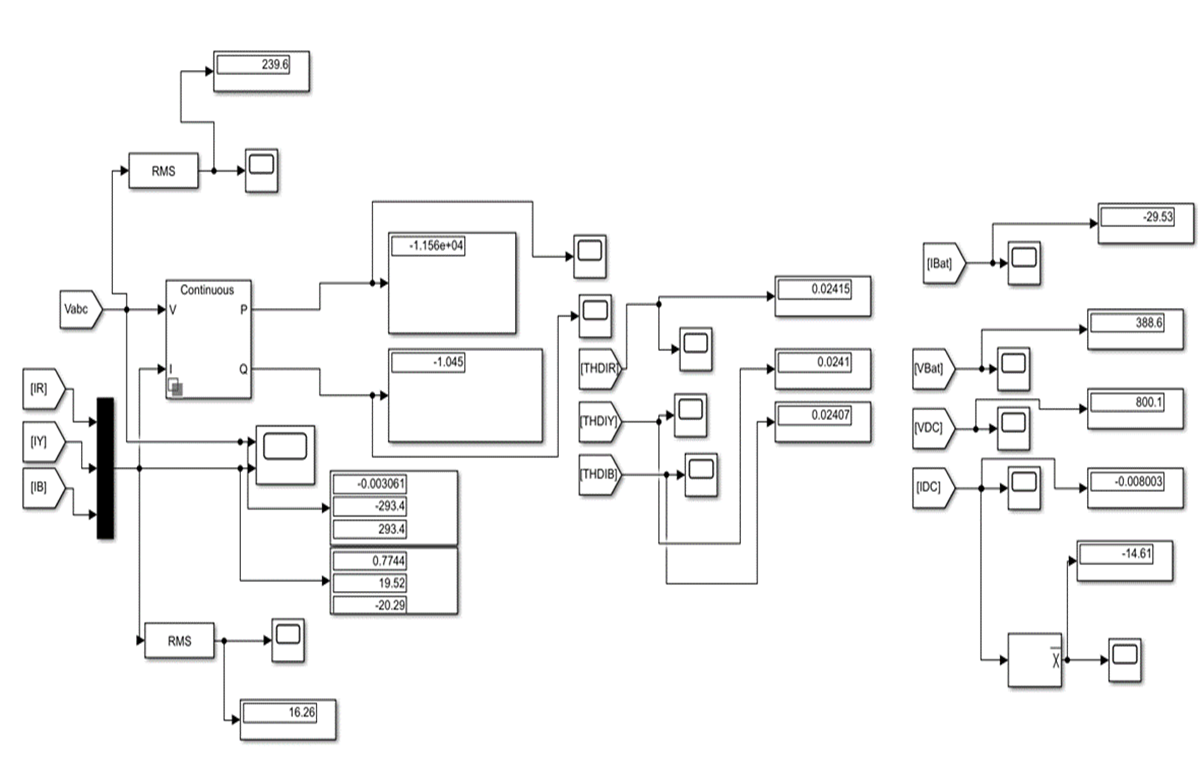 239.6
RMS
Continuous
Vabc
V
P
I
Q
-1.156e+04
-1.045
[IR]
[IY]
[IB]
-0.003061
-293.4
293.4
0.7744
19.52
-20.29
RMS
16.26
[THDIR]
[THDIY]
[THDIB]
0.02415
0.0241
0.02407
[IBat]
-29.53
[VBat]
388.6
[VDC]
800.1
[IDC]
-0.008003
-14.61
X